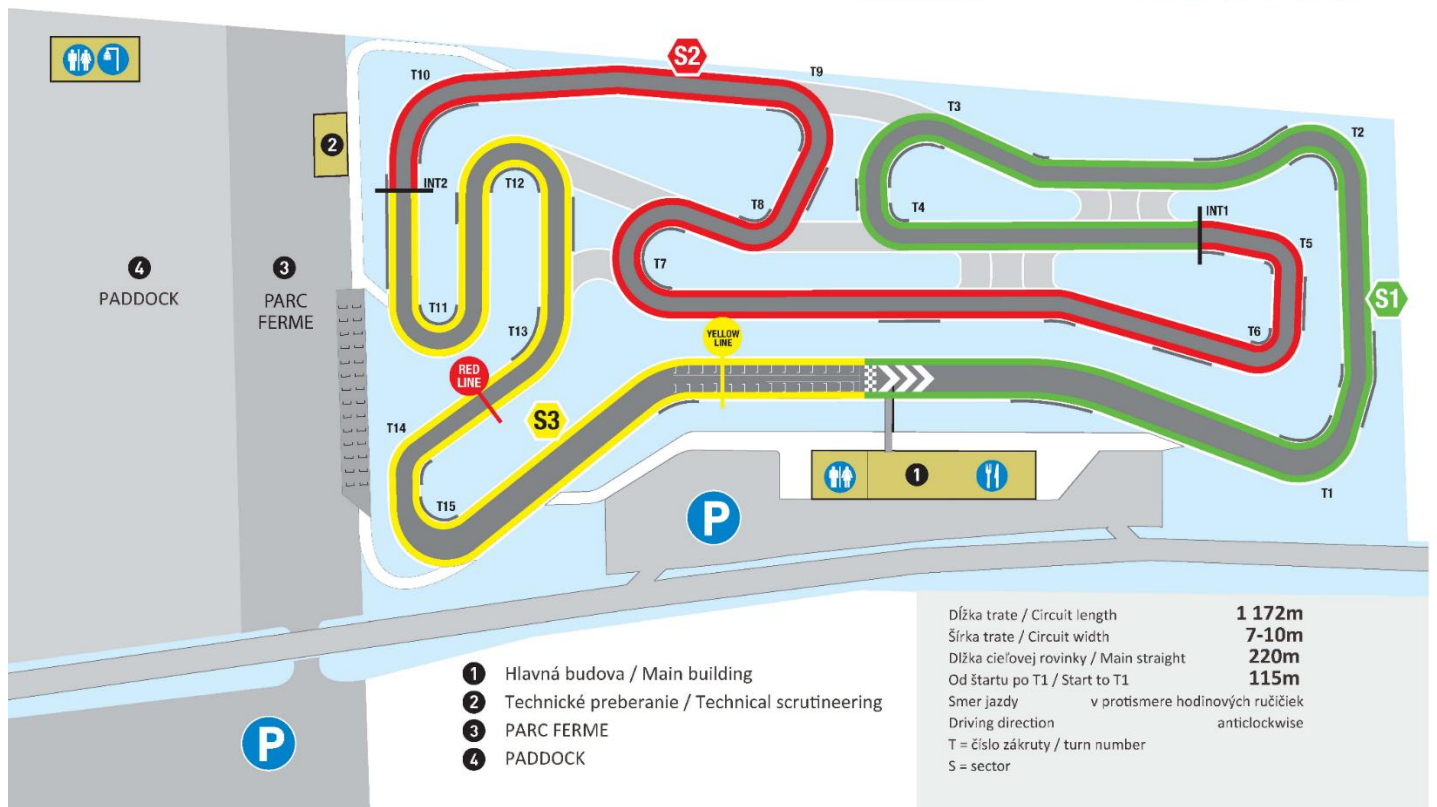 S2
T9
T10
T3
T2
2
INT2
T12
T8
T4
INT1
T5
4
PADDOCK
3
PARC
FERME
T7
S1
T11
T13
YELLOW
LINE
T6
RED
LINE
S3
T14
T15
1
T1
P
P
1 Hlavná budova / Main building
2 Technické preberanie / Technical scrutineering
3 PARC FERME
4 PADDOCK
Dĺžka trate / Circuit length 1 172m
Šírka trate / Circuit width 7-10m
Dlžka cieľovej rovinky / Main straight 220m
Od štartu po T1 / Start to T1 115m
Smer jazdy v protismere hodinových ručičiek
Driving direction anticlockwise
T = číslo zákruty / turn number
S = sector